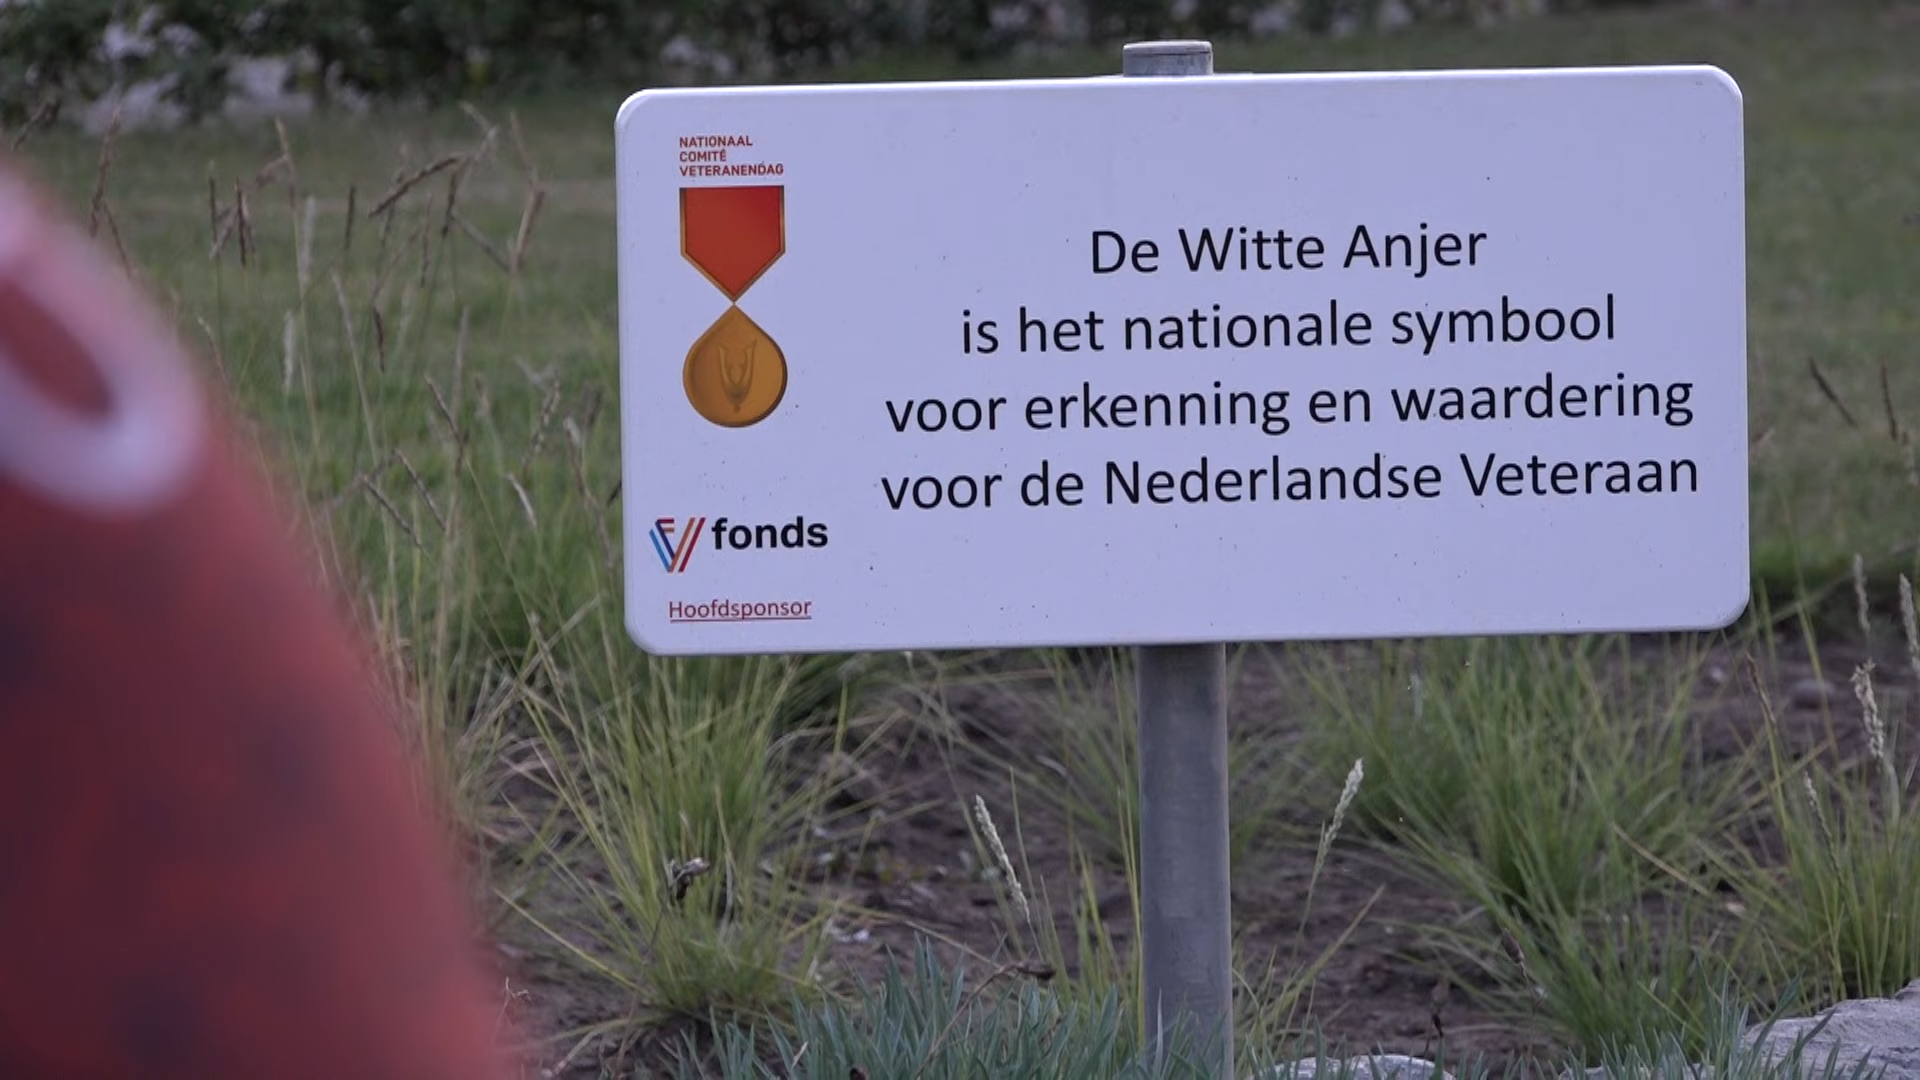 NATIONAAL
COMITÉ
VETERANENDAG
De Witte Anjer
is het nationale symbool
voor erkenning en waardering
voor de Nederlandse Veteraan
V fonds
Hoofdsponsor